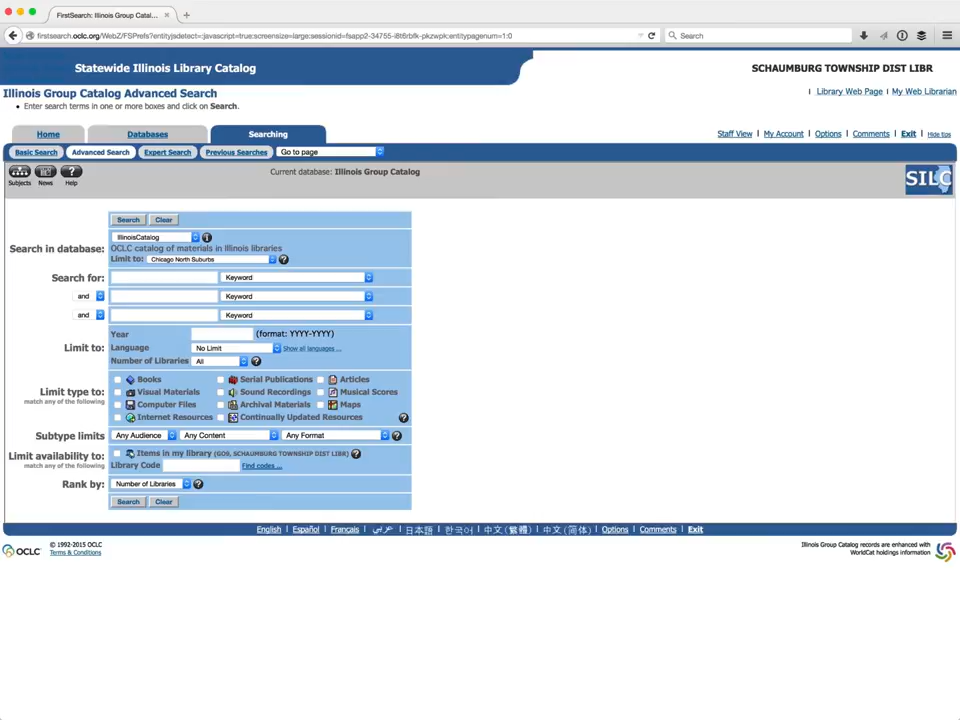 FirstSearch: Illinois Group Catal...
firstsearch.oclc.org/WebZ/FSPrefs?entityjsdetect=:javascript=true:screensize=large:sessionid=fsapp2-34755-i8t6rbfk-pkzwpk:entitypagenum=1:0
Search
Statewide Illinois Library Catalog
SCHAUMBURG TOWNSHIP DIST LIBR
Illinois Group Catalog Advanced Search
Library Web Page | My Web Librarian
• Enter search terms in one or more boxes and click on Search.
Home Databases Searching
Staff View | My Account | Options | Comments | Exit | Hide tips
Basic Search Advanced Search Expert Search Previous Searches Go to page
Subjects News Help
Current database: Illinois Group Catalog
SILC
Search Clear
Search in database: IllinoisCatalog
OCLC catalog of materials in Illinois libraries
Limit to: Chicago North Suburbs
Search for: Keyword
and Keyword
and Keyword
Limit to:
Year (format: YYYY-YYYY)
Language No Limit Show all languages ...
Number of Libraries All
Limit type to:
match any of the following
Books Serial Publications Articles
Visual Materials Sound Recordings Musical Scores
Computer Files Archival Materials Maps
Internet Resources Continually Updated Resources
Subtype limits Any Audience Any Content Any Format
Limit availability to:
match any of the following
Items in my library (GO9, SCHAUMBURG TOWNSHIP DIST LIBR)
Library Code Find codes ...
Rank by: Number of Libraries
Search Clear
English | Español | Français | عربي | 日本語 | 한국어 | 中文(繁體) | 中文(简体) | Options | Comments | Exit
OCLC
© 1992-2015 OCLC
Terms & Conditions
Illinois Group Catalog records are enhanced with
WorldCat holdings information